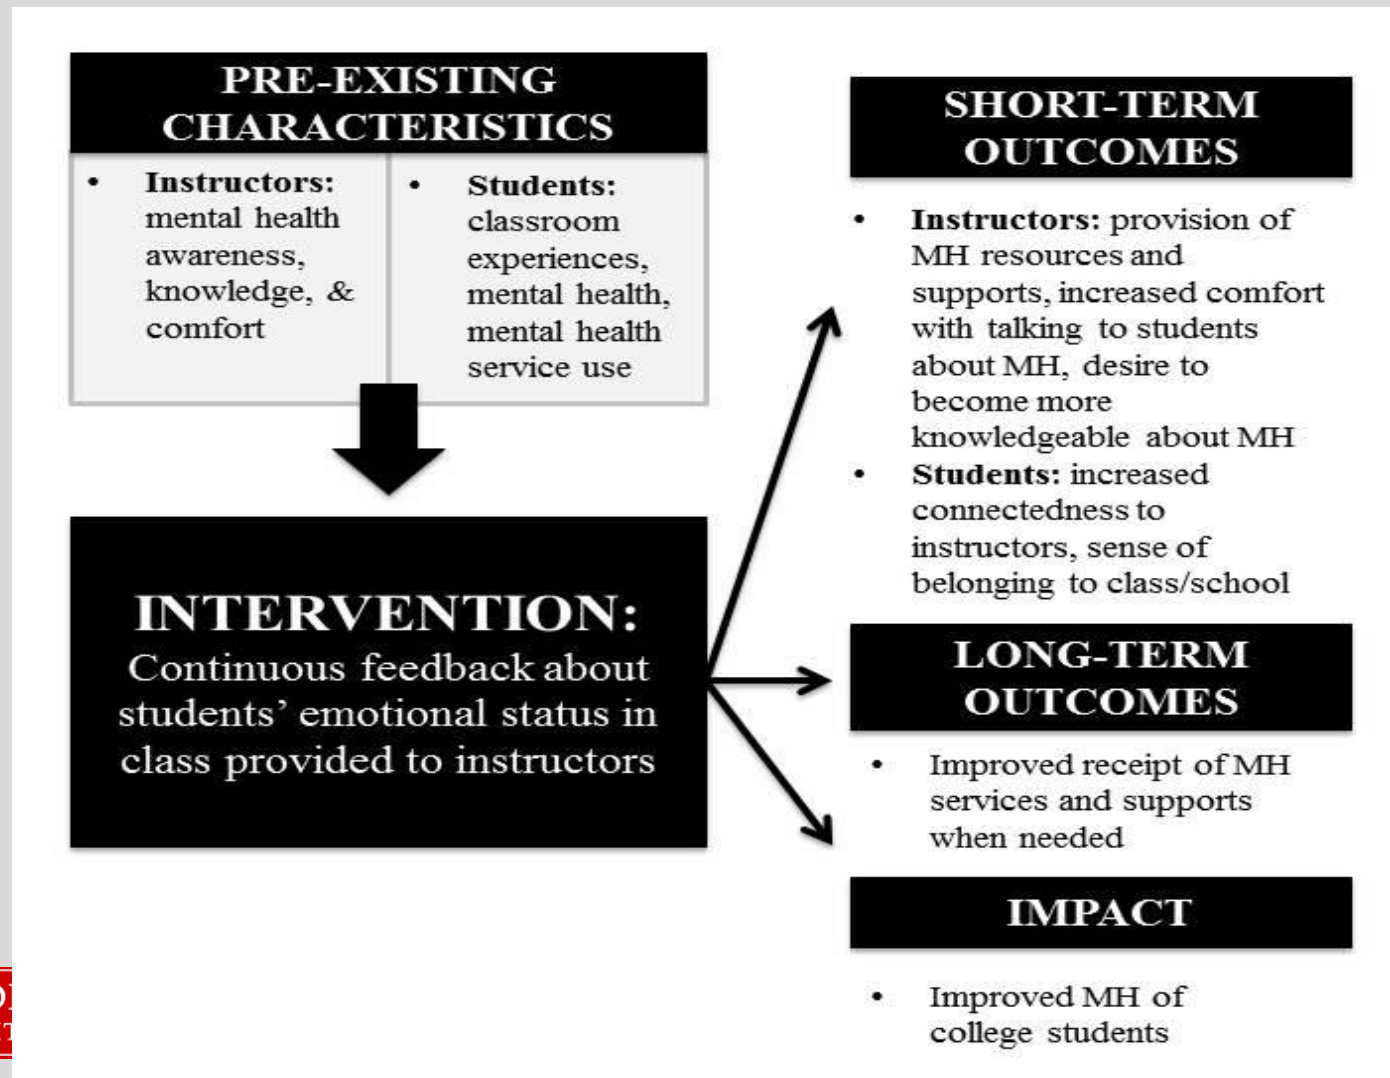 PRE-EXISTING
CHARACTERISTICS
• Instructors:
mental health
awareness,
knowledge, &
comfort
• Students:
classroom
experiences,
mental health,
mental health
service use
INTERVENTION:
Continuous feedback about
students’ emotional status in
class provided to instructors
SHORT-TERM
OUTCOMES
• Instructors: provision of
MH resources and
supports, increased comfort
with talking to students
about MH, desire to
become more
knowledgeable about MH
• Students: increased
connectedness to
instructors, sense of
belonging to class/school
LONG-TERM
OUTCOMES
• Improved receipt of MH
services and supports
when needed
IMPACT
• Improved MH of
college students